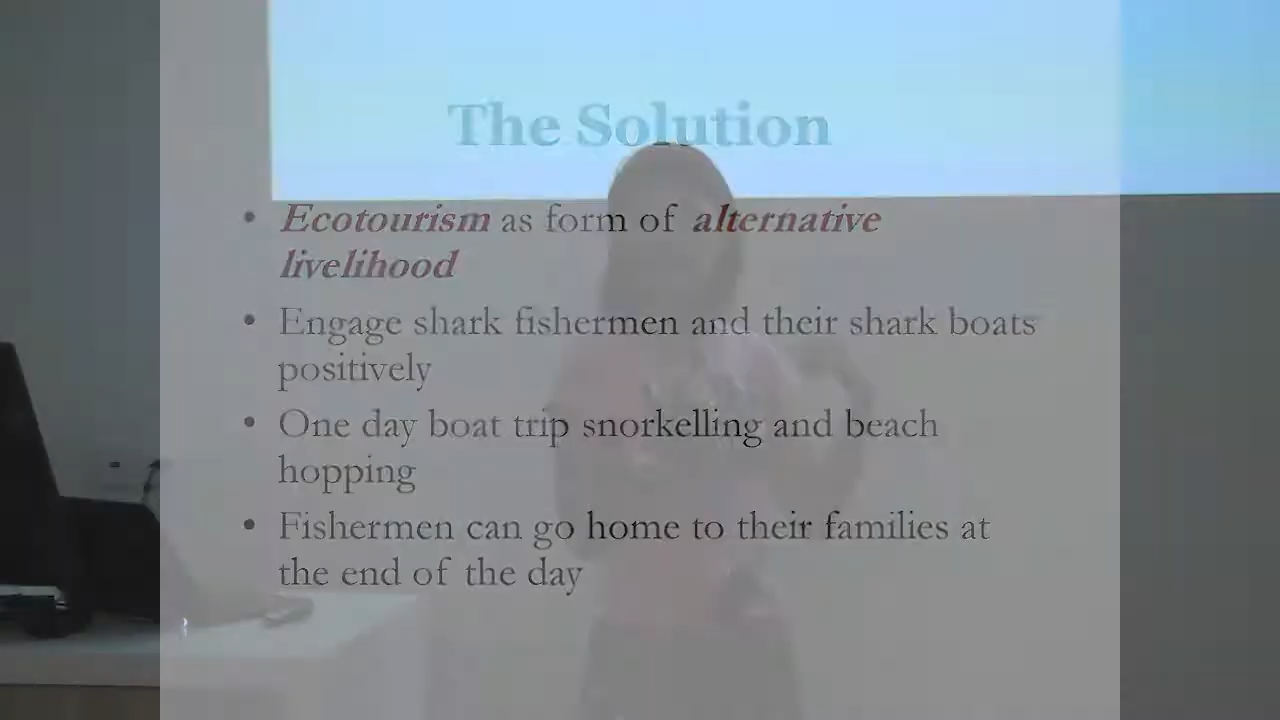 The Solution
• Ecotourism as form of alternative
livelihood
• Engage shark fishermen and their shark boats
positively
• One day boat trip snorkelling and beach
hopping
• Fishermen can go home to their families at
the end of the day